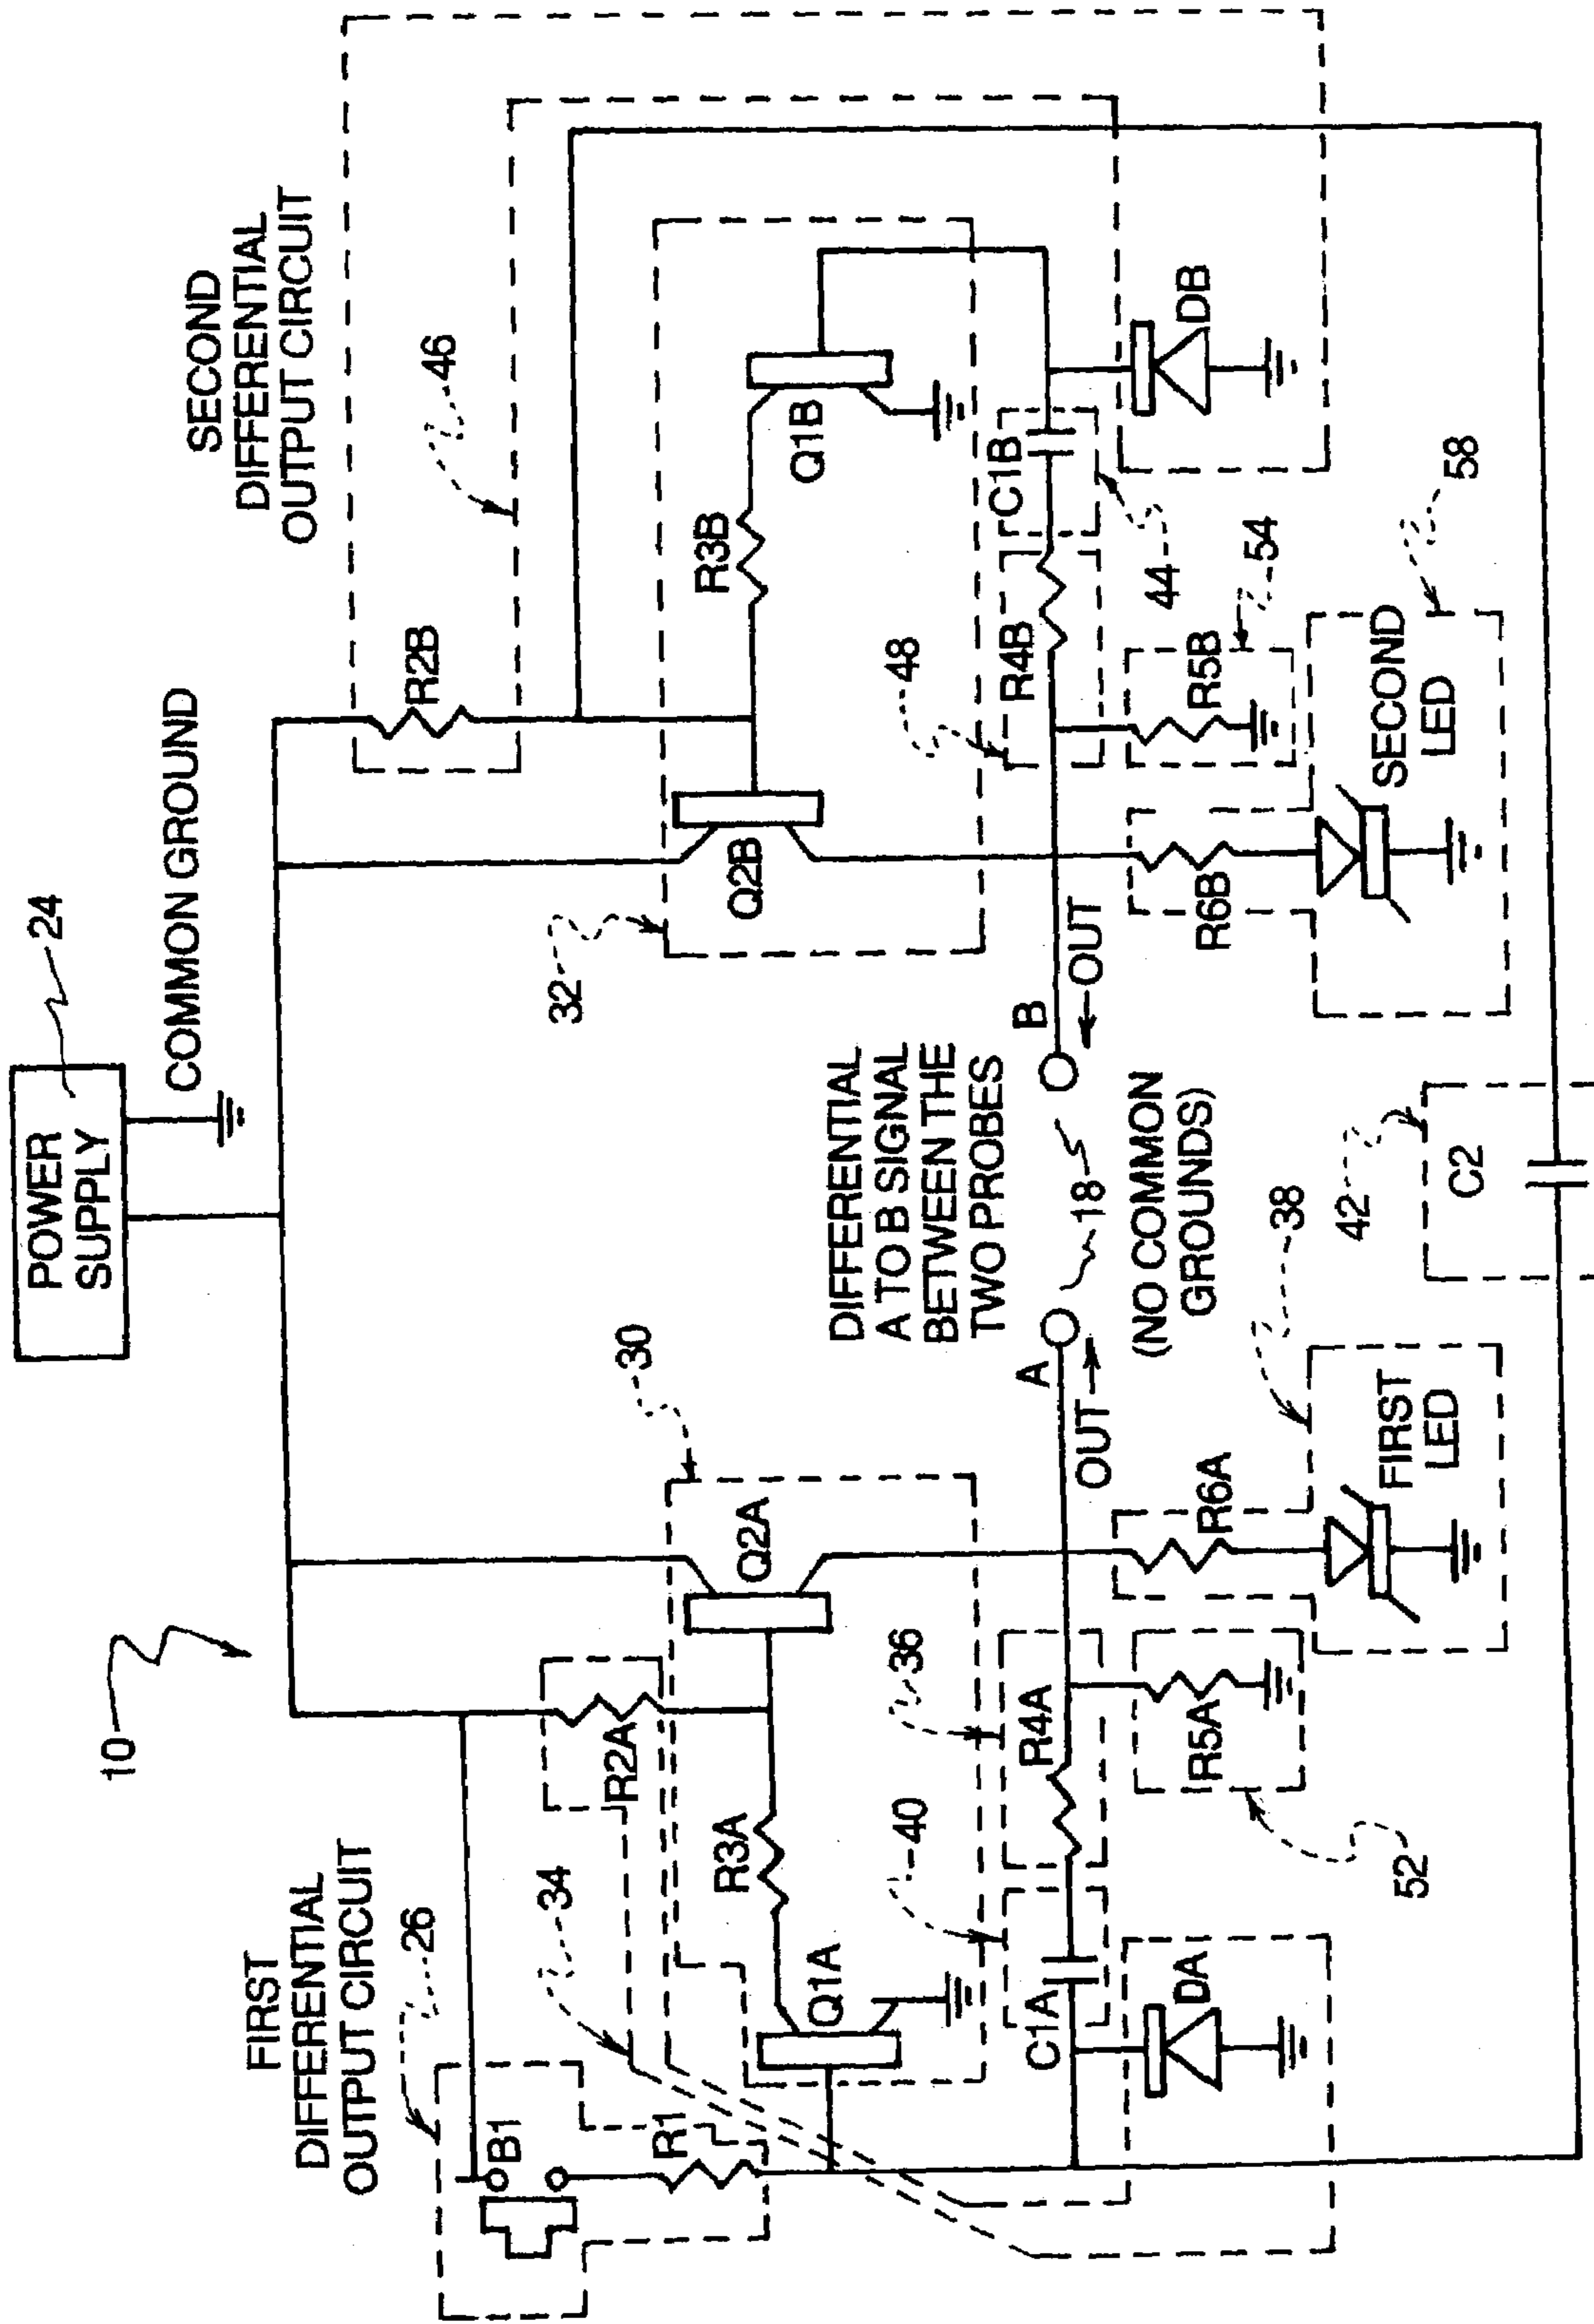 POWER
SUPPLY
24
COMMON GROUND
10
FIRST
DIFFERENTIAL
OUTPUT CIRCUIT
26
SECOND
DIFFERENTIAL
OUTPUT CIRCUIT
46
B1
R1
34
R2A
R2B
30
32
Q1A
R3A
Q2A
Q2B
R3B
Q1B
DIFFERENTIAL
A TO B SIGNAL
BETWEEN THE
TWO PROBES
40
36
48
C1A
R4A
A
B
R4B
C1B
OUT
18
OUT
(NO COMMON
GROUNDS)
44
54
DA
R5A
R6A
R6B
R5B
DB
52
38
58
FIRST
LED
SECOND
LED
42
C2